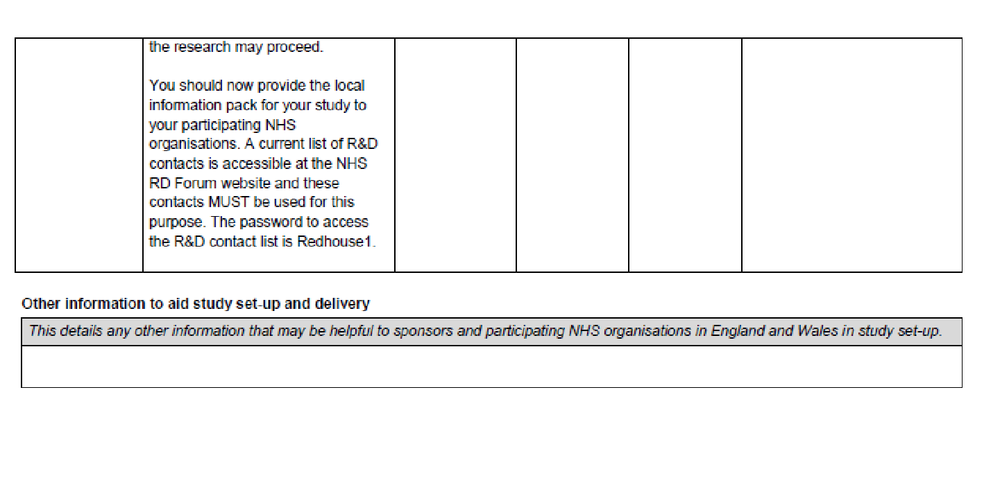 the research may proceed.
You should now provide the local
information pack for your study to
your participating NHS
organisations. A current list of R&D
contacts is accessible at the NHS
RD Forum website and these
contacts MUST be used for this
purpose. The password to access
the R&D contact list is Redhouse1.
Other information to aid study set-up and delivery
This details any other information that may be helpful to sponsors and participating NHS organisations in England and Wales in study set-up.